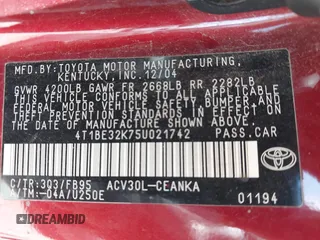 MFD.BY:TOYOTA MOTOR MANUFACTURING,
KENTUCKY, INC. 12/04
GVWR 4200LB GAWR FR 2668LB RR 2282LB
THIS VEHICLE CONFORMS TO ALL APPLICABLE
FEDERAL MOTOR VEHICLE SAFETY, BUMPER, AND
THEFT PREVENTION STANDARDS IN EFFECT ON
THE DATE OF MANUFACTURE SHOWN ABOVE.
4T1BE32K75U021742 PASS.CAR
C/TR:3Q3/FB95 ACV30L-CEANKA
A/TM:-04A/U250E
TOYOTA
01194
DREAMBID